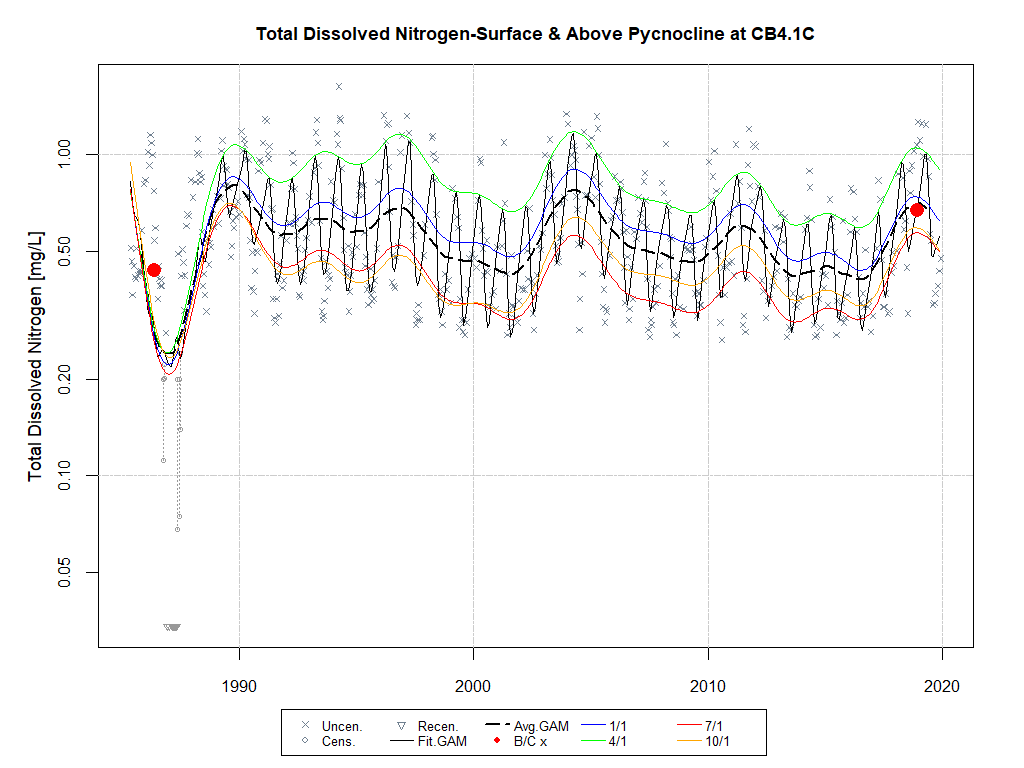 Total Dissolved Nitrogen-Surface & Above Pycnocline at CB4.1C
Total Dissolved Nitrogen [mg/L]
1.00
0.50
0.20
0.10
0.05
1990 2000 2010 2020
Uncen. Recen. Avg.GAM 1/1 7/1
Cens. Fit.GAM B/C x 4/1 10/1